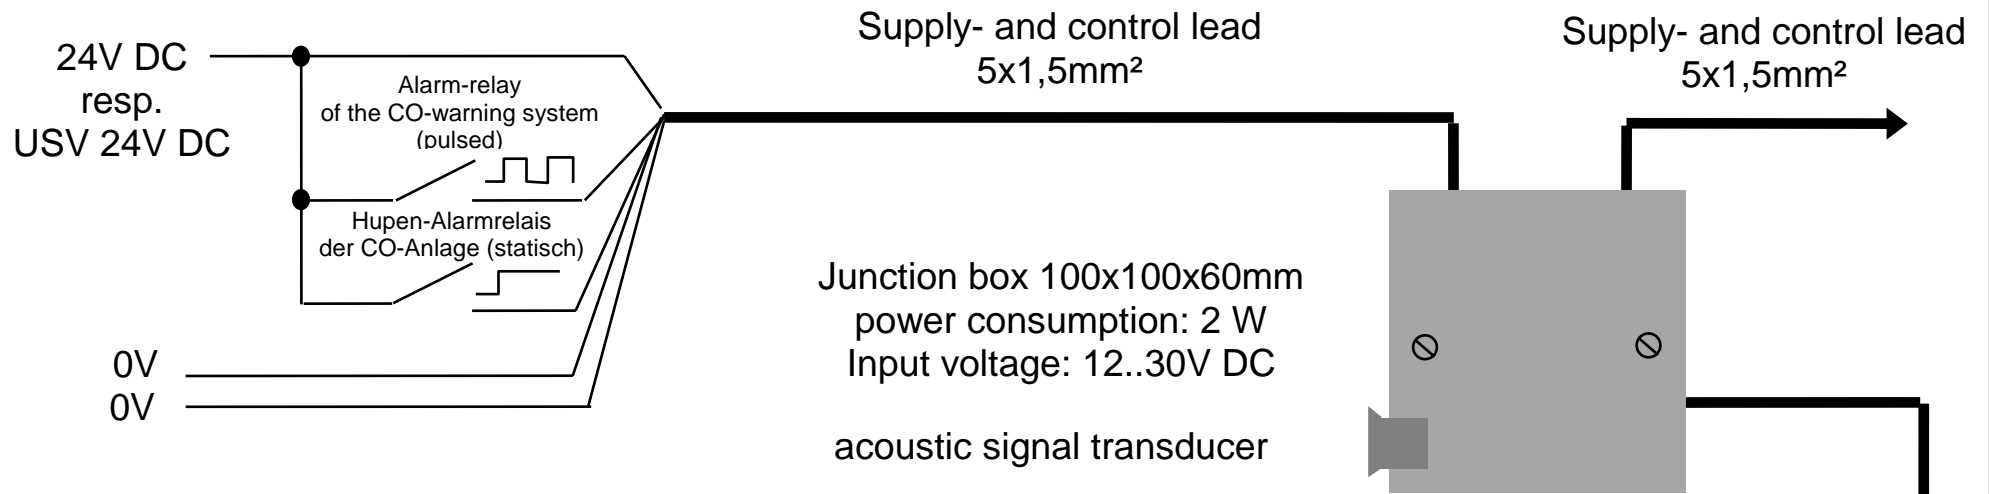 24V DC
resp.
USV 24V DC
Alarm-relay
of the CO-warning system
(pulsed)
Hupen-Alarmrelais
der CO-Anlage (statisch)
0V
0V
Supply- and control lead
5x1,5mm²
Supply- and control lead
5x1,5mm²
Junction box 100x100x60mm
power consumption: 2 W
Input voltage: 12..30V DC
acoustic signal transducer